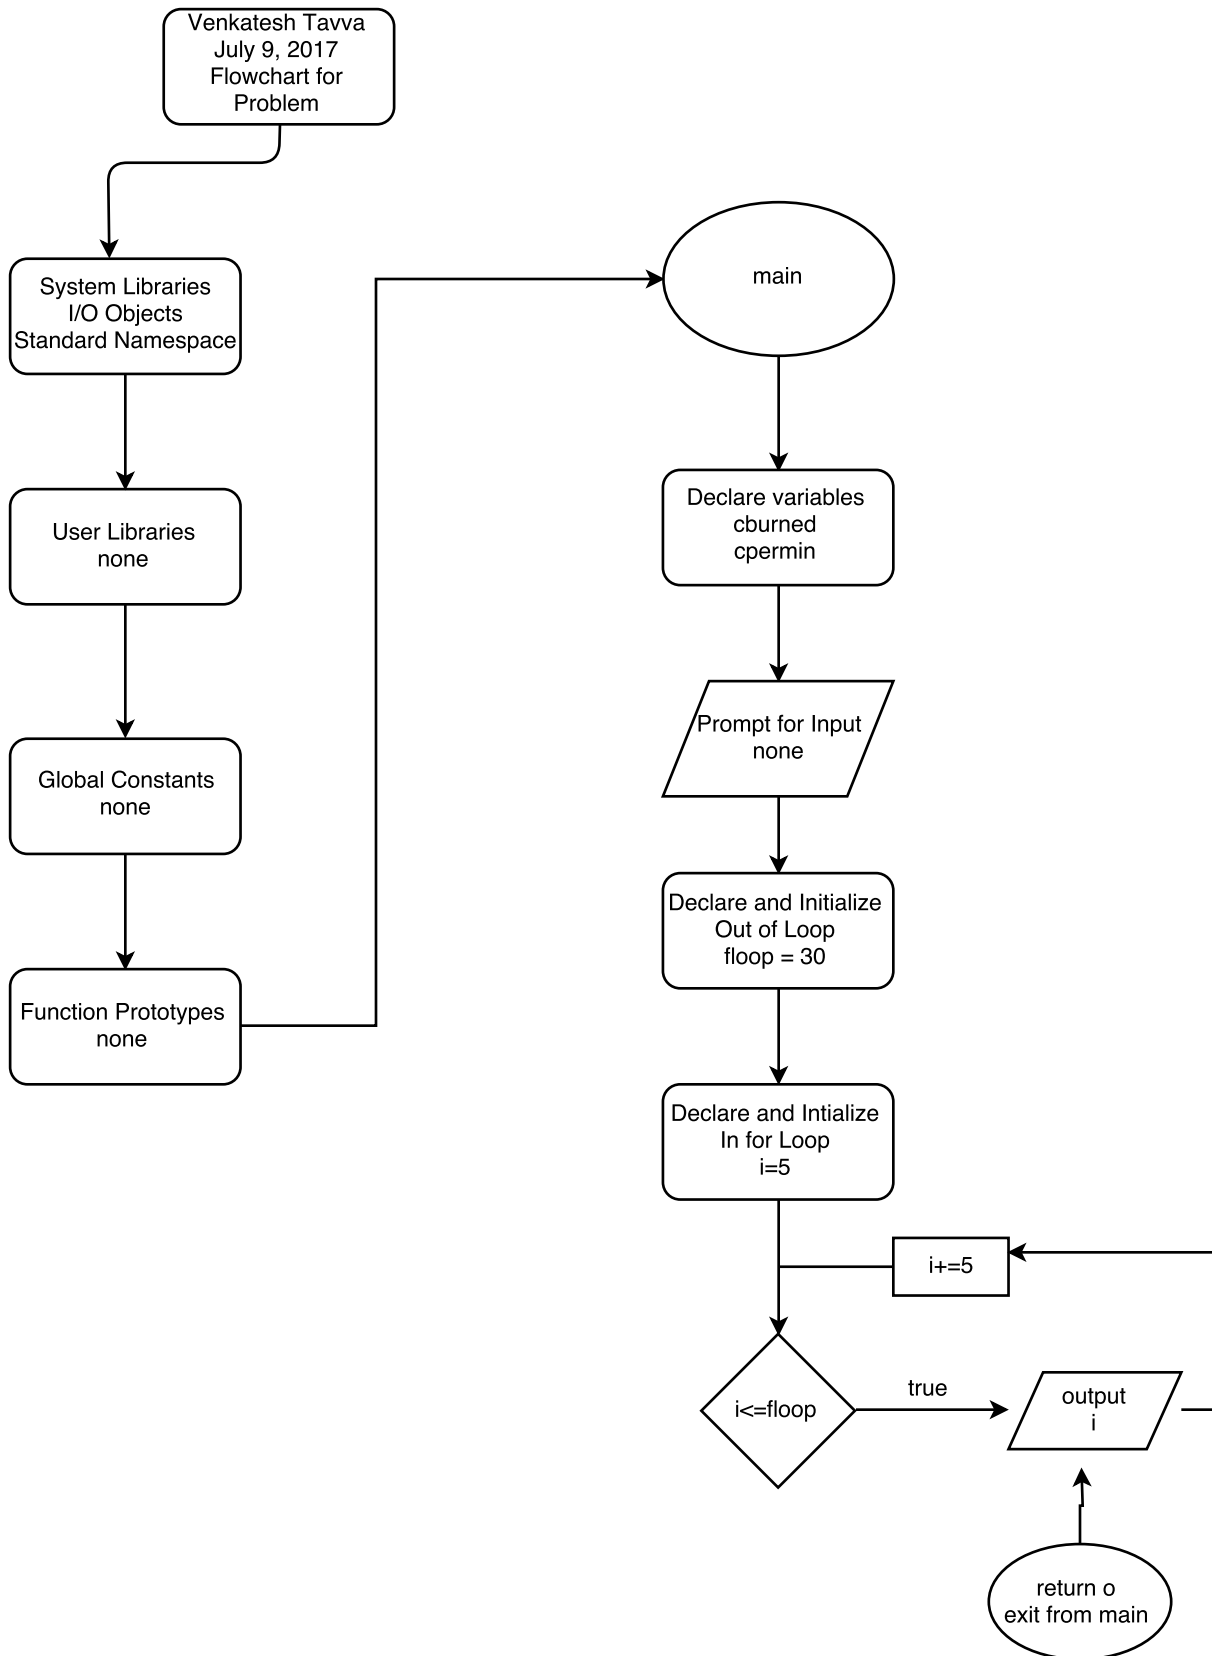 Venkatesh Tavva
July 9, 2017
Flowchart for
Problem
System Libraries
I/O Objects
Standard Namespace
User Libraries
none
Global Constants
none
Function Prototypes
none
main
Declare variables
cburned
cpermin
Prompt for Input
none
Declare and Initialize
Out of Loop
floop = 30
Declare and Intialize
In for Loop
i=5
i+=5
i<=floop
true
output
i
return o
exit from main